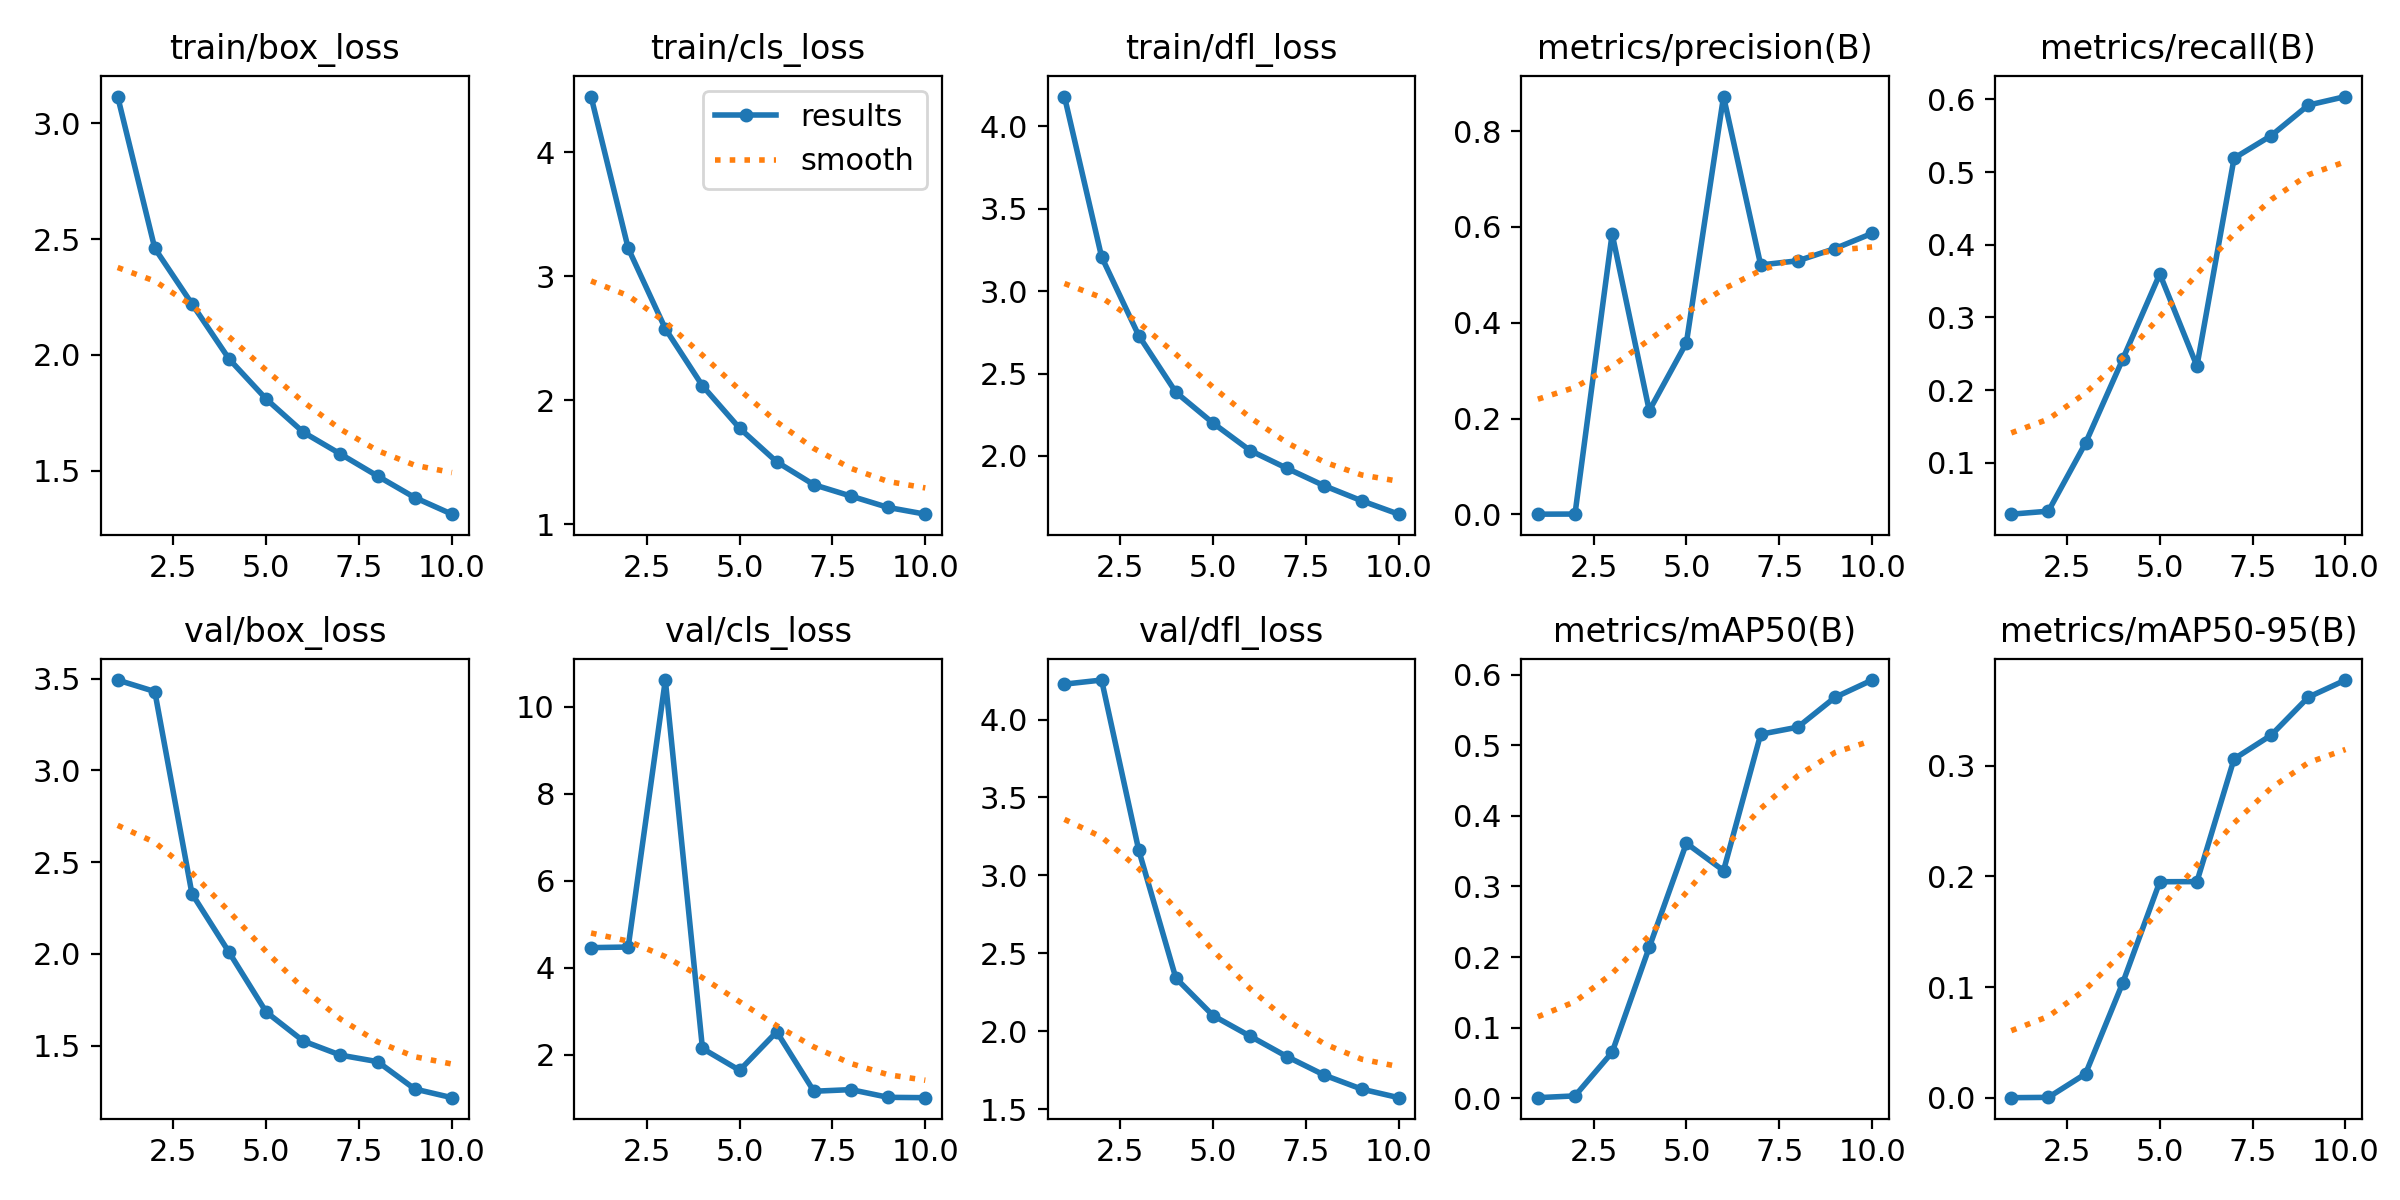 train/box_loss
train/cls_loss
train/dfl_loss
metrics/precision(B)
metrics/recall(B)
3.0
2.5
2.0
1.5
2.5 5.0 7.5 10.0
4
3
2
1
results
smooth
2.5 5.0 7.5 10.0
4.0
3.5
3.0
2.5
2.0
2.5 5.0 7.5 10.0
0.8
0.6
0.4
0.2
0.0
2.5 5.0 7.5 10.0
0.6
0.5
0.4
0.3
0.2
0.1
2.5 5.0 7.5 10.0
val/box_loss
val/cls_loss
val/dfl_loss
metrics/mAP50(B)
metrics/mAP50-95(B)
3.5
3.0
2.5
2.0
1.5
2.5 5.0 7.5 10.0
10
8
6
4
2
2.5 5.0 7.5 10.0
4.0
3.5
3.0
2.5
2.0
1.5
2.5 5.0 7.5 10.0
0.6
0.5
0.4
0.3
0.2
0.1
0.0
2.5 5.0 7.5 10.0
0.3
0.2
0.1
0.0
2.5 5.0 7.5 10.0